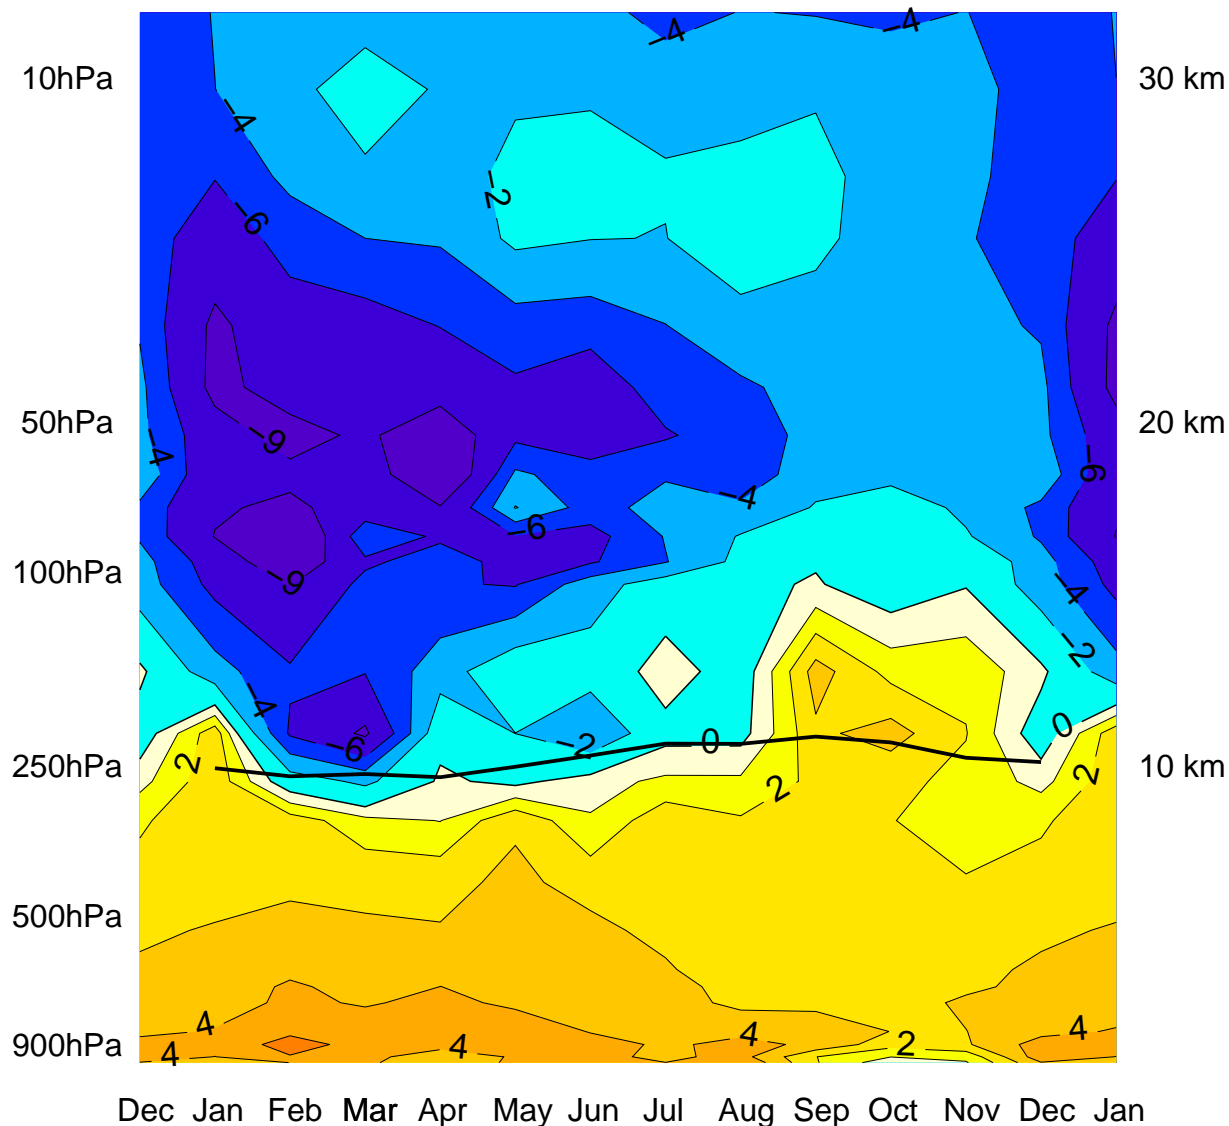 −4 −4
10hPa 30 km
−4
−2
−6
50hPa 20 km
−9
−4 −6
−4
−6
100hPa
−9 −4
−2
−4
0
−6 −2 0
250hPa 2 2 2 10 km
500hPa
4 4 4
900hPa 4 4 2
Dec Jan Feb Mar Apr May Jun Jul Aug Sep Oct Nov Dec Jan